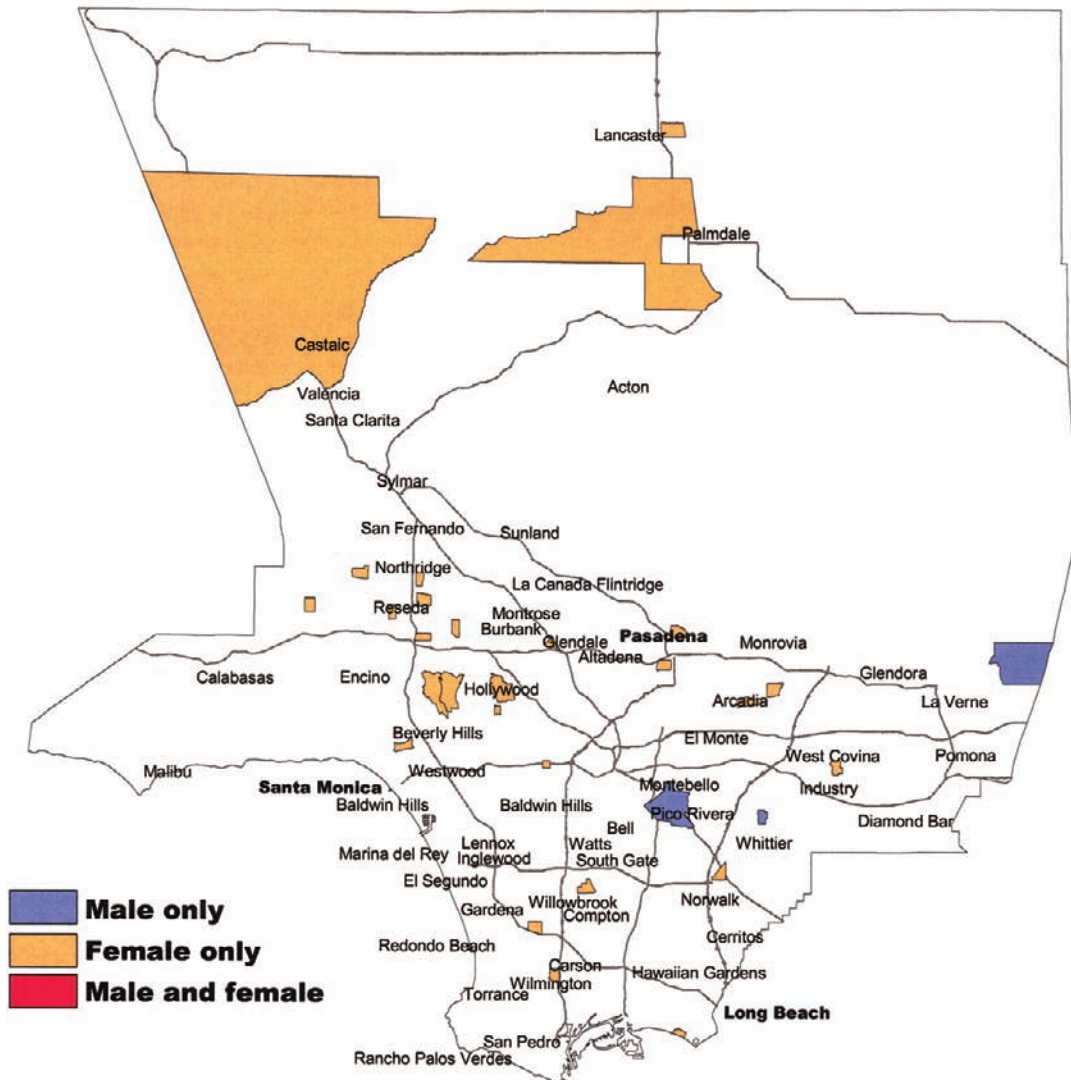 Lancaster
Palmdale
Castaic
Acton
Valencia
Santa Clarita
Sylmar
San Fernando
Sunland
Northridge
La Canada Flintridge
Reseda
Montrose
Burbank
Glendale
Pasadena
Altadena
Monrovia
Calabasas
Encino
Hollywood
Glendora
Arcadia
La Verne
Beverly Hills
El Monte
West Covina
Pomona
Malibu
Westwood
Santa Monica
Montebello
Industry
Baldwin Hills
Baldwin Hills
Pico Rivera
Diamond Bar
Bell
Marina del Rey
Lennox
Watts
Whittier
Inglewood
South Gate
El Segundo
Male only
Gardena
Willowbrook
Norwalk
Compton
Female only
Redondo Beach
Cerritos
Carson
Hawaiian Gardens
Male and female
Torrance
Wilmington
Long Beach
San Pedro
Rancho Palos Verdes